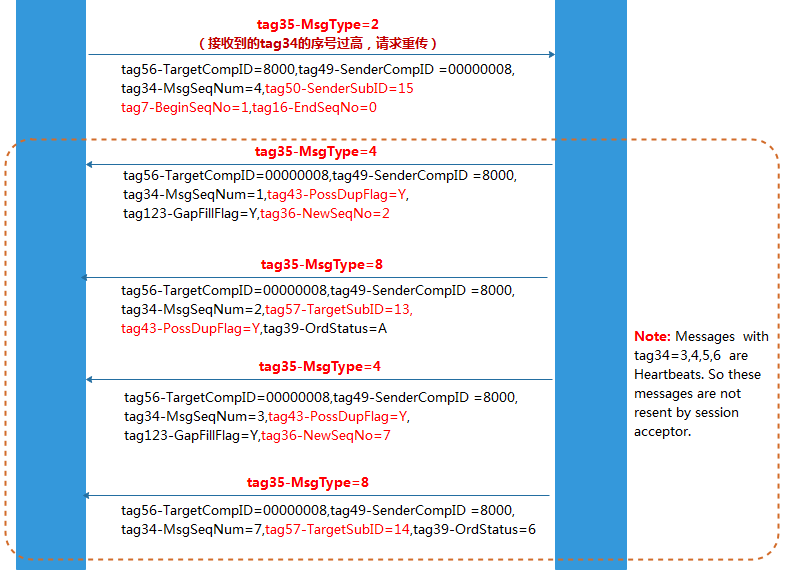 tag35-MsgType=2
（接收到的tag34的序号过高，请求重传）
tag56-TargetCompID=8000,tag49-SenderCompID =00000008,
tag34-MsgSeqNum=4,tag50-SenderSubID=15
tag7-BeginSeqNo=1,tag16-EndSeqNo=0
tag35-MsgType=4
tag56-TargetCompID=00000008,tag49-SenderCompID =8000,
tag34-MsgSeqNum=1,tag43-PossDupFlag=Y,
tag123-GapFillFlag=Y,tag36-NewSeqNo=2
tag35-MsgType=8
tag56-TargetCompID=00000008,tag49-SenderCompID =8000,
tag34-MsgSeqNum=2,tag57-TargetSubID=13,
tag43-PossDupFlag=Y,tag39-OrdStatus=A
tag35-MsgType=4
tag56-TargetCompID=00000008,tag49-SenderCompID =8000,
tag34-MsgSeqNum=3,tag43-PossDupFlag=Y,
tag123-GapFillFlag=Y,tag36-NewSeqNo=7
tag35-MsgType=8
tag56-TargetCompID=00000008,tag49-SenderCompID =8000,
tag34-MsgSeqNum=7,tag57-TargetSubID=14,tag39-OrdStatus=6
Note: Messages with
tag34=3,4,5,6 are
Heartbeats. So these
messages are not
resent by session
acceptor.